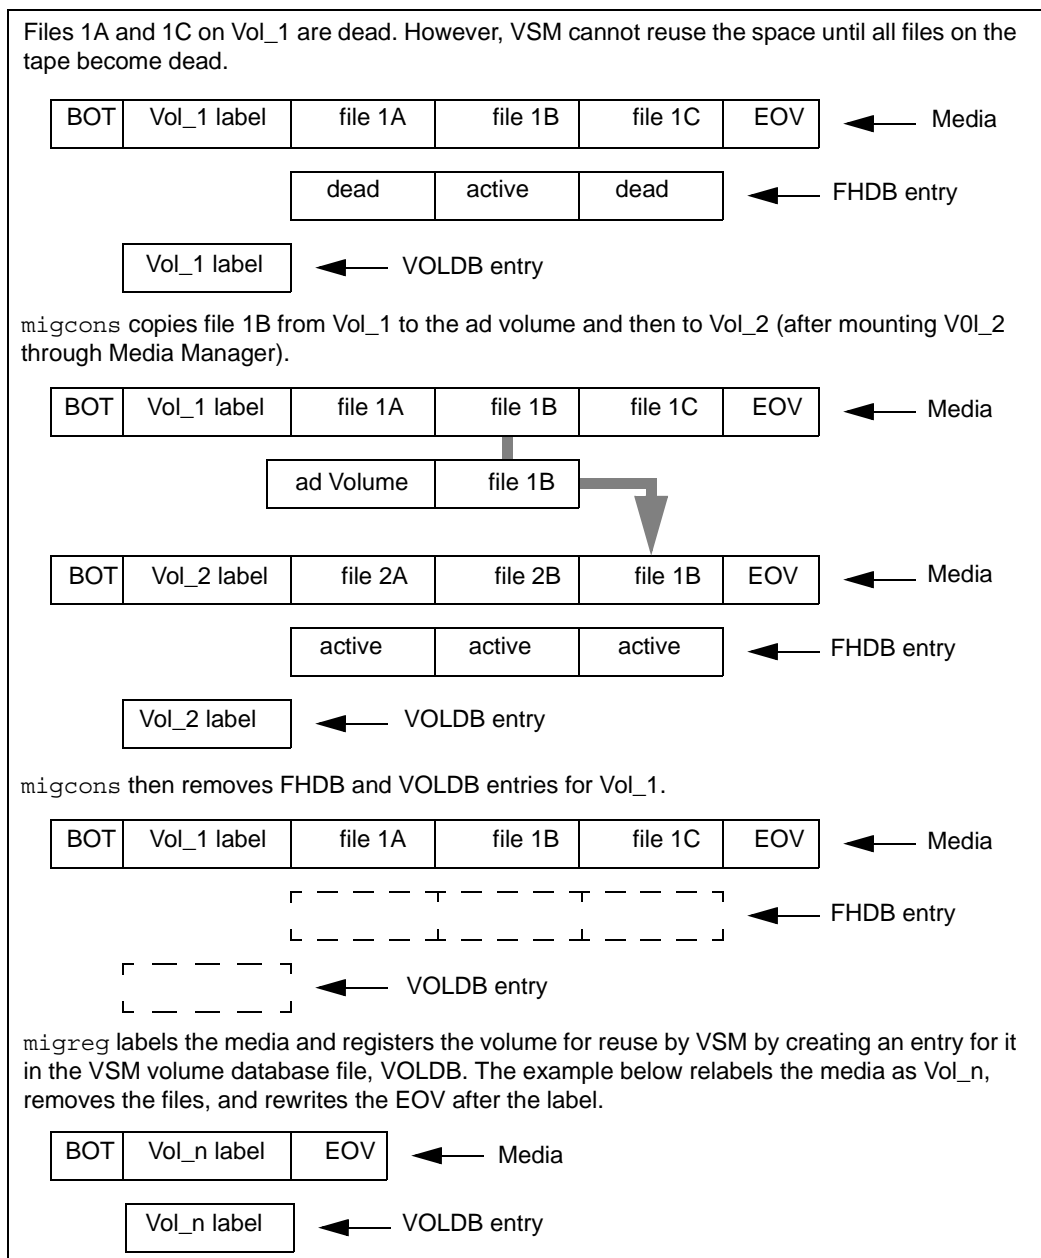 Files 1A and 1C on Vol_1 are dead. However, VSM cannot reuse the space until all files on the
tape become dead.
BOT Vol_1 label file 1A file 1B file 1C EOV Media
dead active dead FHDB entry
Vol_1 label VOLDB entry
migcons copies file 1B from Vol_1 to the ad volume and then to Vol_2 (after mounting V0l_2
through Media Manager).
BOT Vol_1 label file 1A file 1B file 1C EOV Media
ad Volume file 1B
BOT Vol_2 label file 2A file 2B file 1B EOV Media
active active active FHDB entry
Vol_2 label VOLDB entry
migcons then removes FHDB and VOLDB entries for Vol_1.
BOT Vol_1 label file 1A file 1B file 1C EOV Media
FHDB entry
VOLDB entry
migreg labels the media and registers the volume for reuse by VSM by creating an entry for it
in the VSM volume database file, VOLDB. The example below relabels the media as Vol_n,
removes the files, and rewrites the EOV after the label.
BOT Vol_n label EOV Media
Vol_n label VOLDB entry